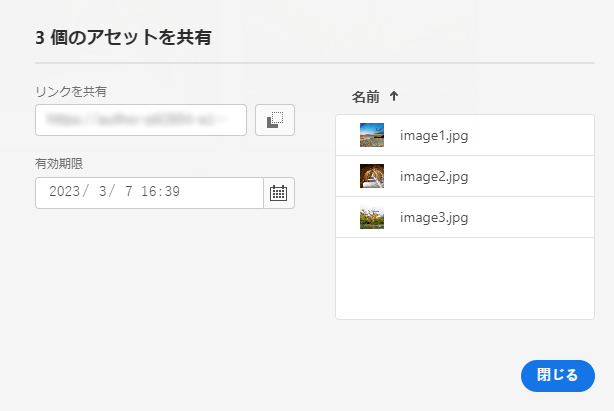 3 個のアセットを共有
リンクを共有
有効期限
2023/ 3/ 7 16:39
名前 ↑
image1.jpg
image2.jpg
image3.jpg
閉じる